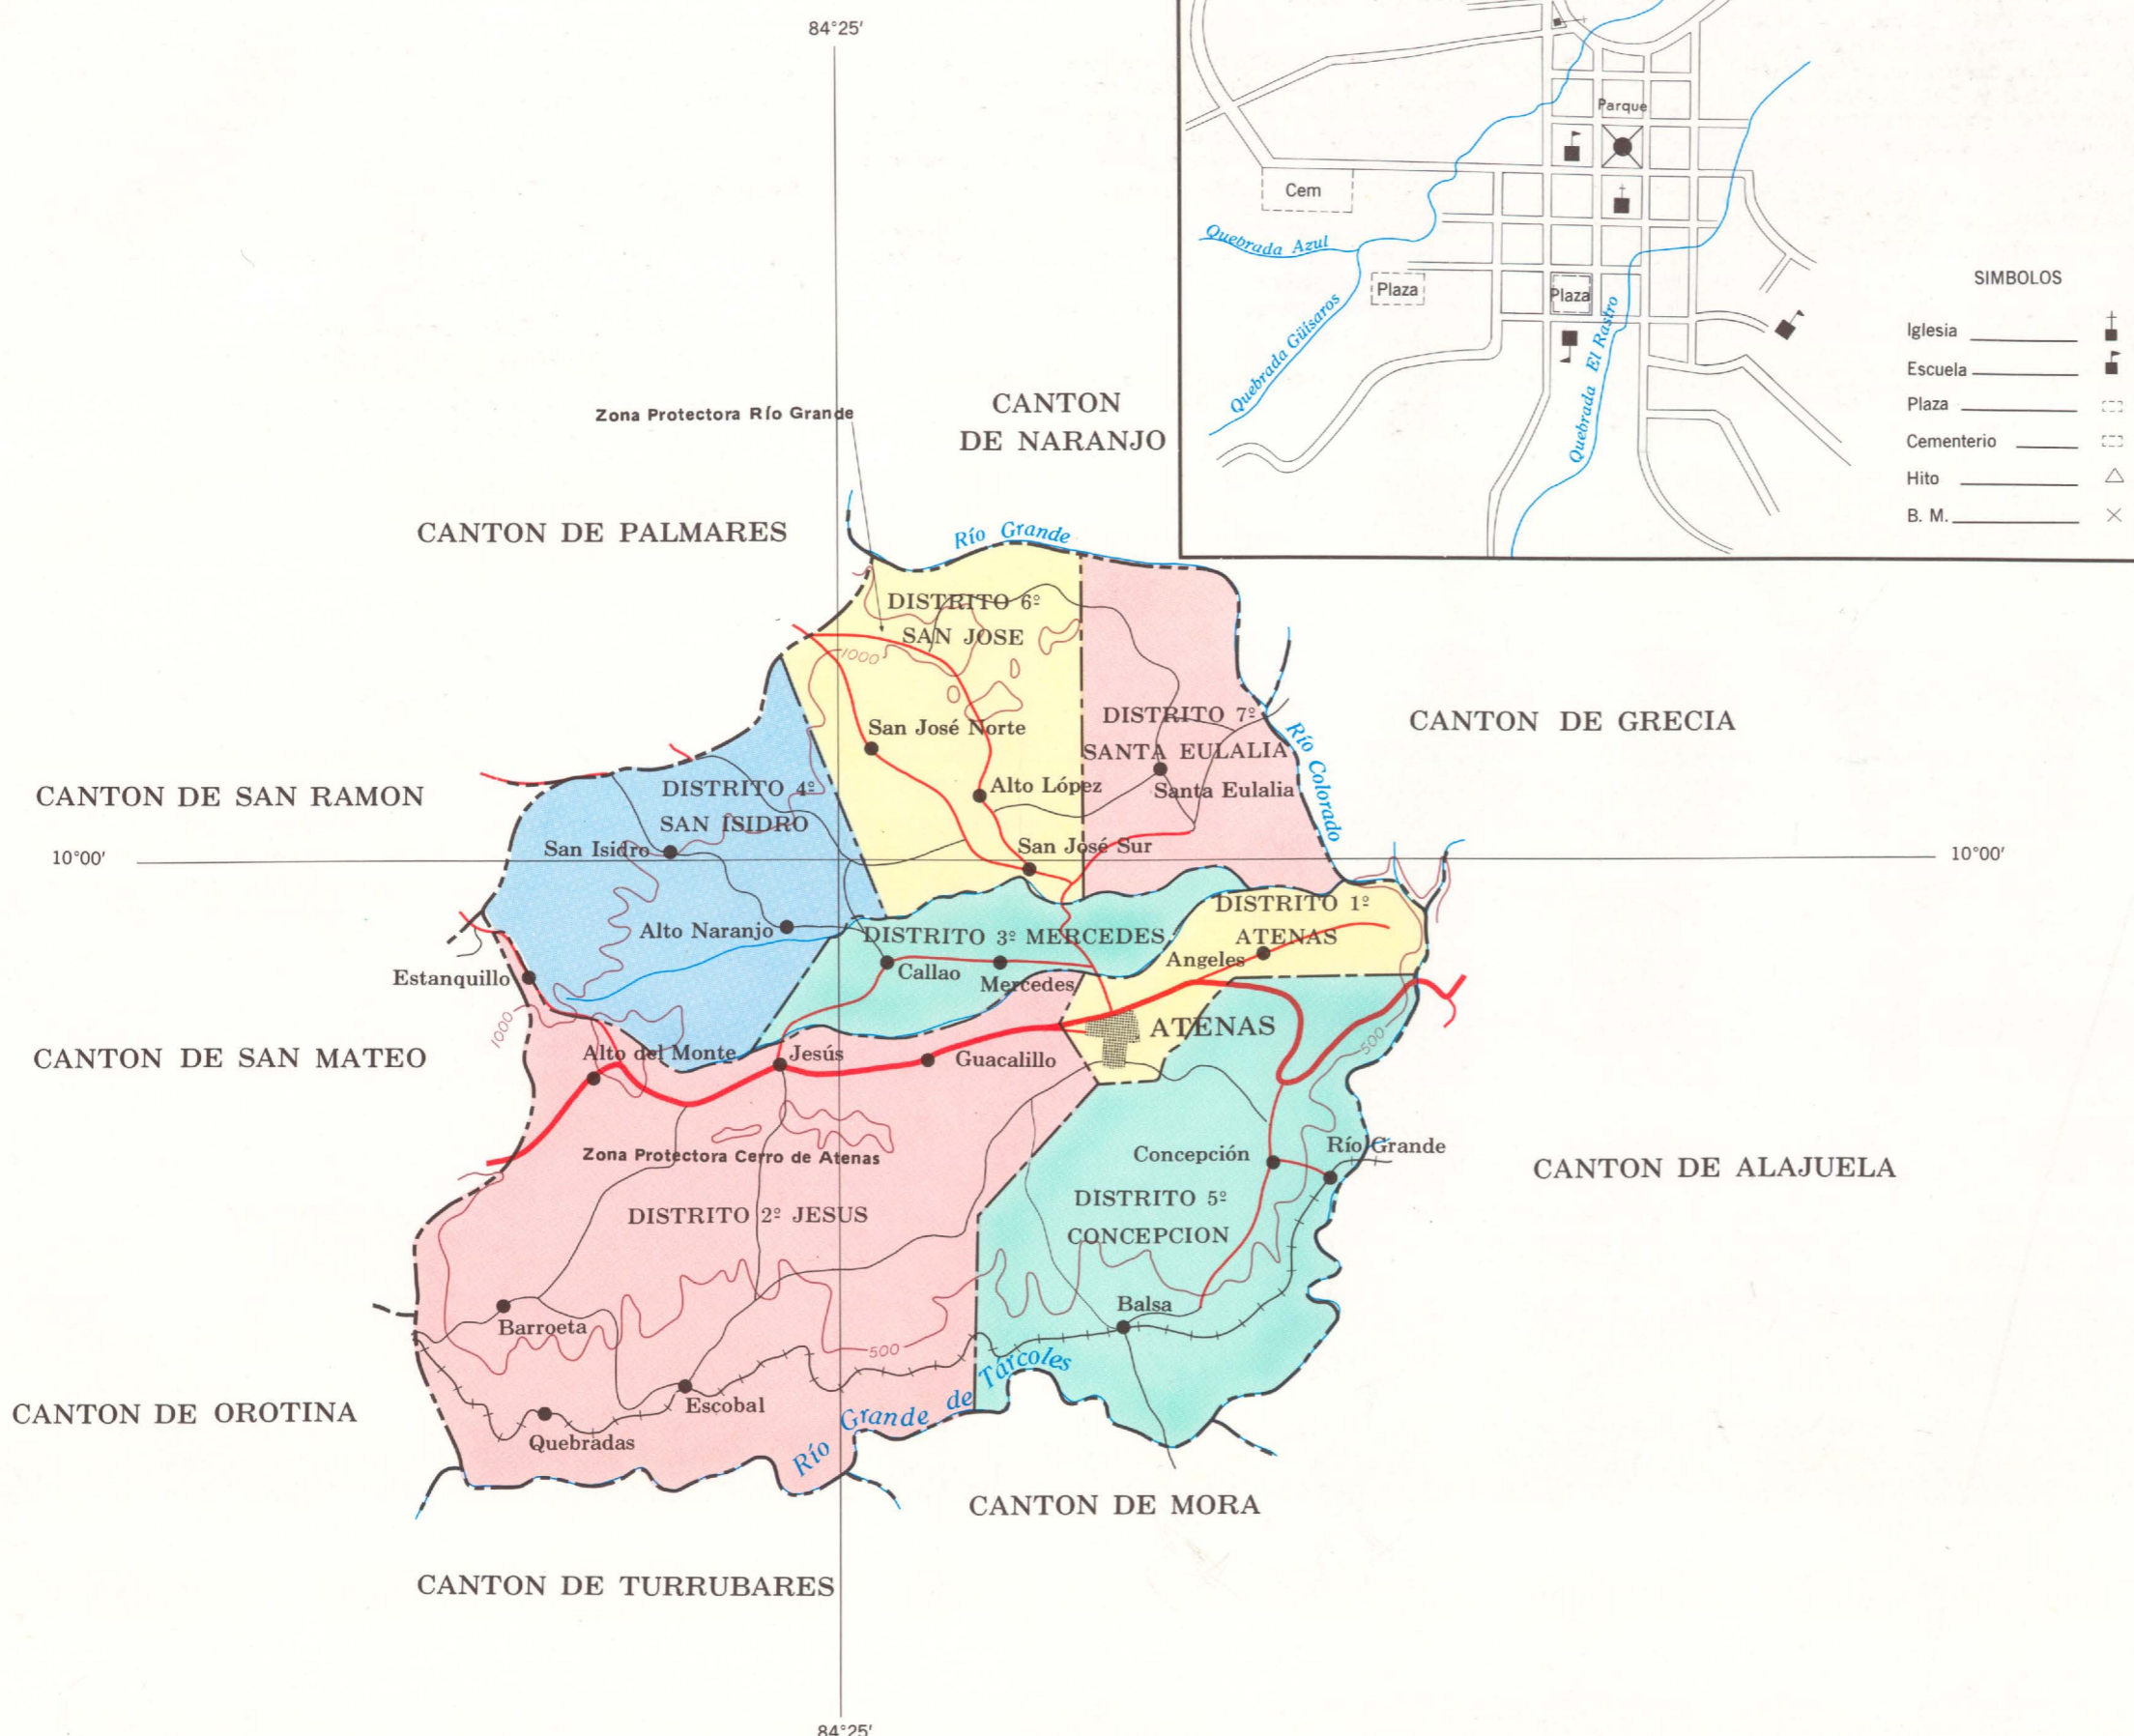 84°25′
Parque
Cem
Quebrada Azul
Plaza
Plaza
Quebrada Güísaros
Quebrada El Rastro
SIMBOLOS
Iglesia
Escuela
Plaza
Cementerio
Hito
B. M.
Zona Protectora Río Grande
CANTON
DE NARANJO
CANTON DE PALMARES
Río Grande
DISTRITO 6º
SAN JOSE
1000
San José Norte
DISTRITO 7º
SANTA EULALIA
Río Colorado
CANTON DE GRECIA
CANTON DE SAN RAMON
DISTRITO 4º
SAN ISIDRO
Alto López
Santa Eulalia
San Isidro
San José Sur
10°00′
10°00′
DISTRITO 1º
ATENAS
Alto Naranjo
DISTRITO 3º MERCEDES
Angeles
Estanquillo
Callao
Mercedes
1000
ATENAS
500
CANTON DE SAN MATEO
Alto del Monte
Jesús
Guacalillo
Zona Protectora Cerro de Atenas
Concepción
Río Grande
CANTON DE ALAJUELA
DISTRITO 2º JESUS
DISTRITO 5º
CONCEPCION
Barroeta
Balsa
500
Escobal
Quebradas
Río Grande de Tárcoles
CANTON DE OROTINA
CANTON DE MORA
CANTON DE TURRUBARES
84°25′